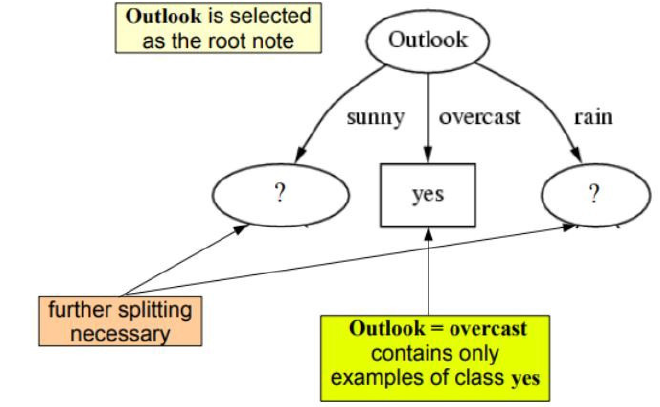 Outlook is selected
as the root note
Outlook
sunny
overcast
rain
?
yes
?
further splitting
necessary
Outlook = overcast
contains only
examples of class yes